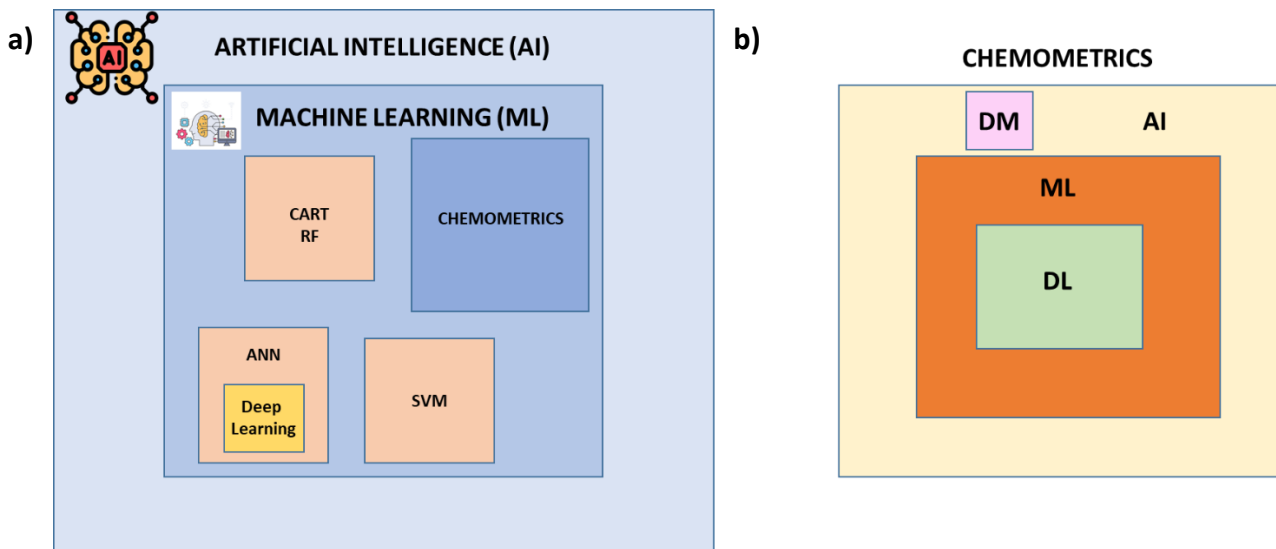 a)
AI
ARTIFICIAL INTELLIGENCE (AI)
MACHINE LEARNING (ML)
CART
RF
CHEMOMETRICS
ANN
Deep
Learning
SVM
b)
CHEMOMETRICS
DM
AI
ML
DL